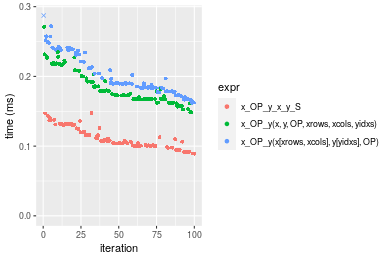 0.3
0.2
0.1
0.0
time (ms)
0
25
50
75
100
iteration
expr
x_OP_y_x_y_S
x_OP_y(x, y, OP, xrows, xcols, yidxs)
x_OP_y(x[xrows, xcols], y[yidxs], OP)